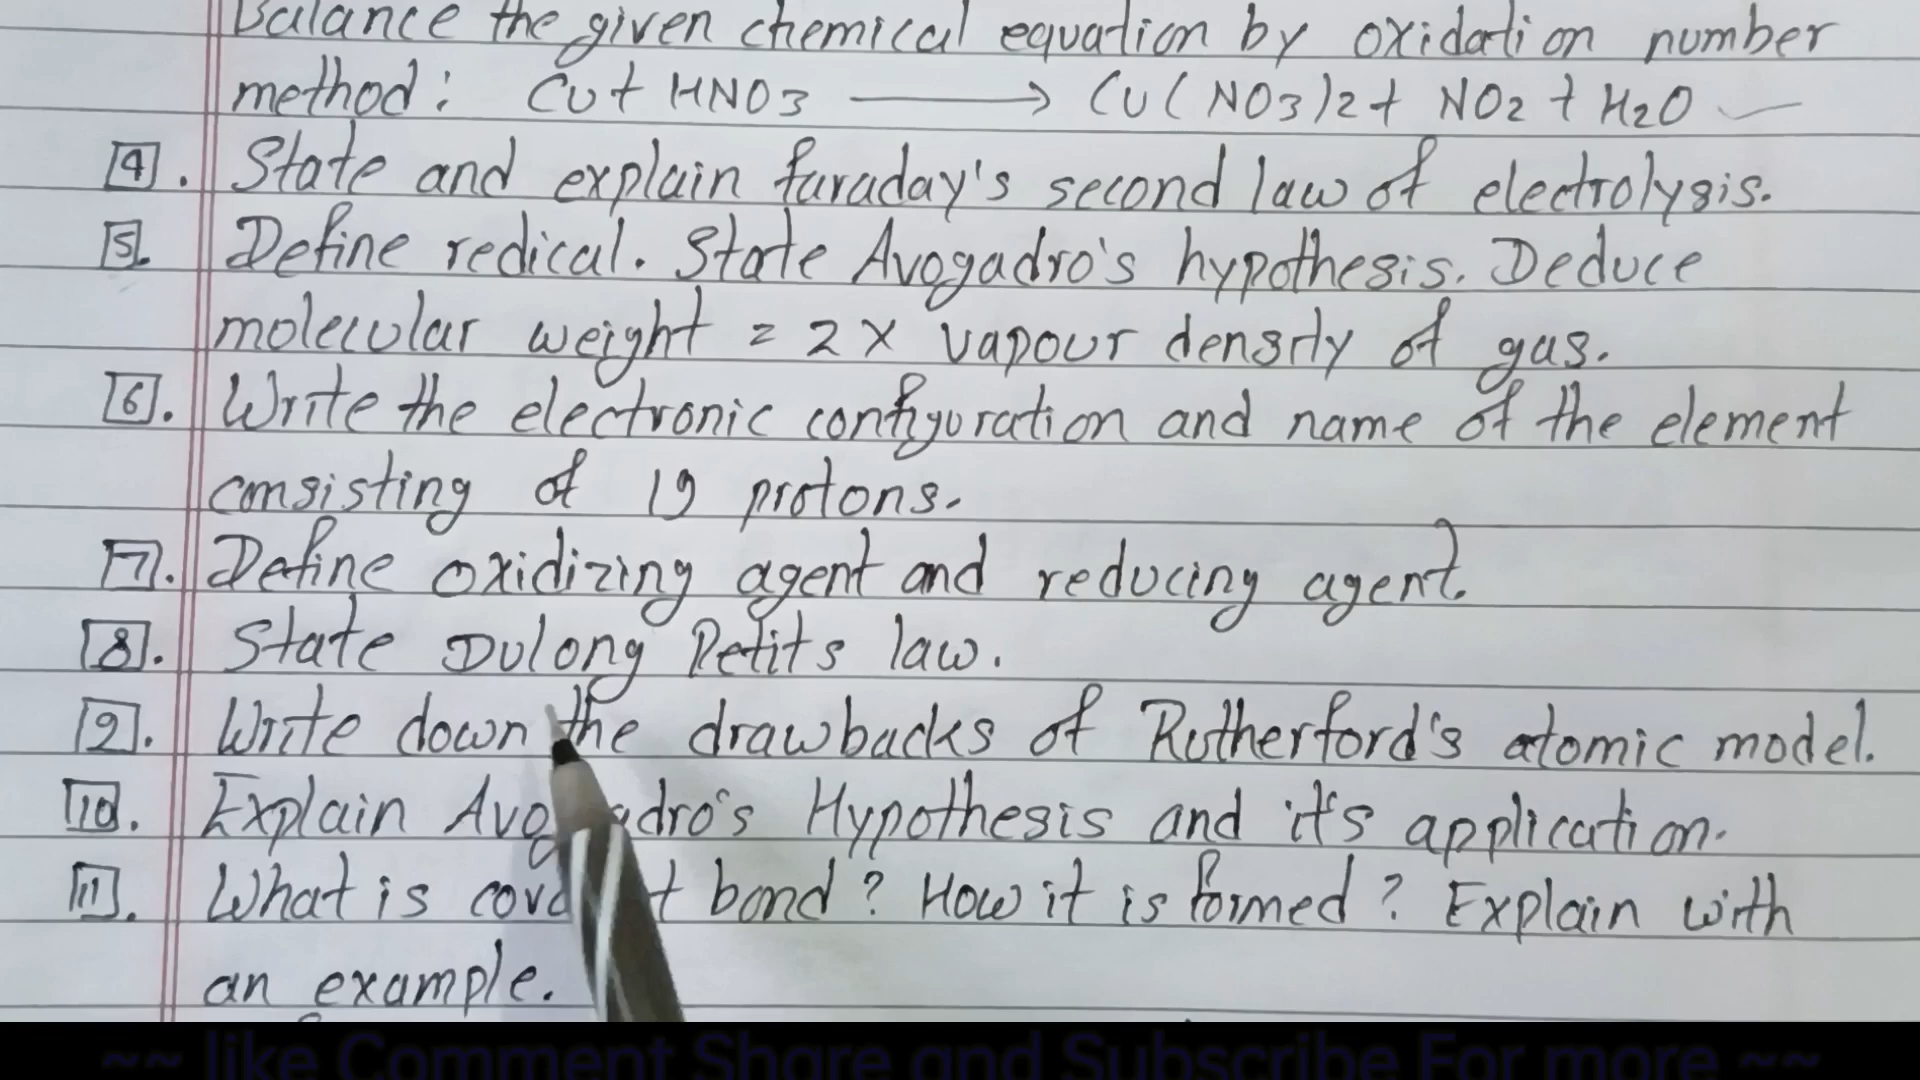 Balance the given chemical equation by oxidation number
method: Cu + HNO3 → Cu(NO3)2 + NO2 + H2O
4. State and explain faraday's second law of electrolysis.
5. Define redical. State Avogadro's hypothesis. Deduce
molecular weight = 2 x vapour density of gas.
6. Write the electronic configuration and name of the element
consisting of 19 protons.
7. Define oxidizing agent and reducing agent.
8. State Dulong Petits law.
9. Write down the drawbacks of Rutherford's atomic model.
10. Explain Hypothesis and it's application.
11. What is bond? How it is formed? Explain with
an example.
~~ like Comment Share and Subscribe For more ~~